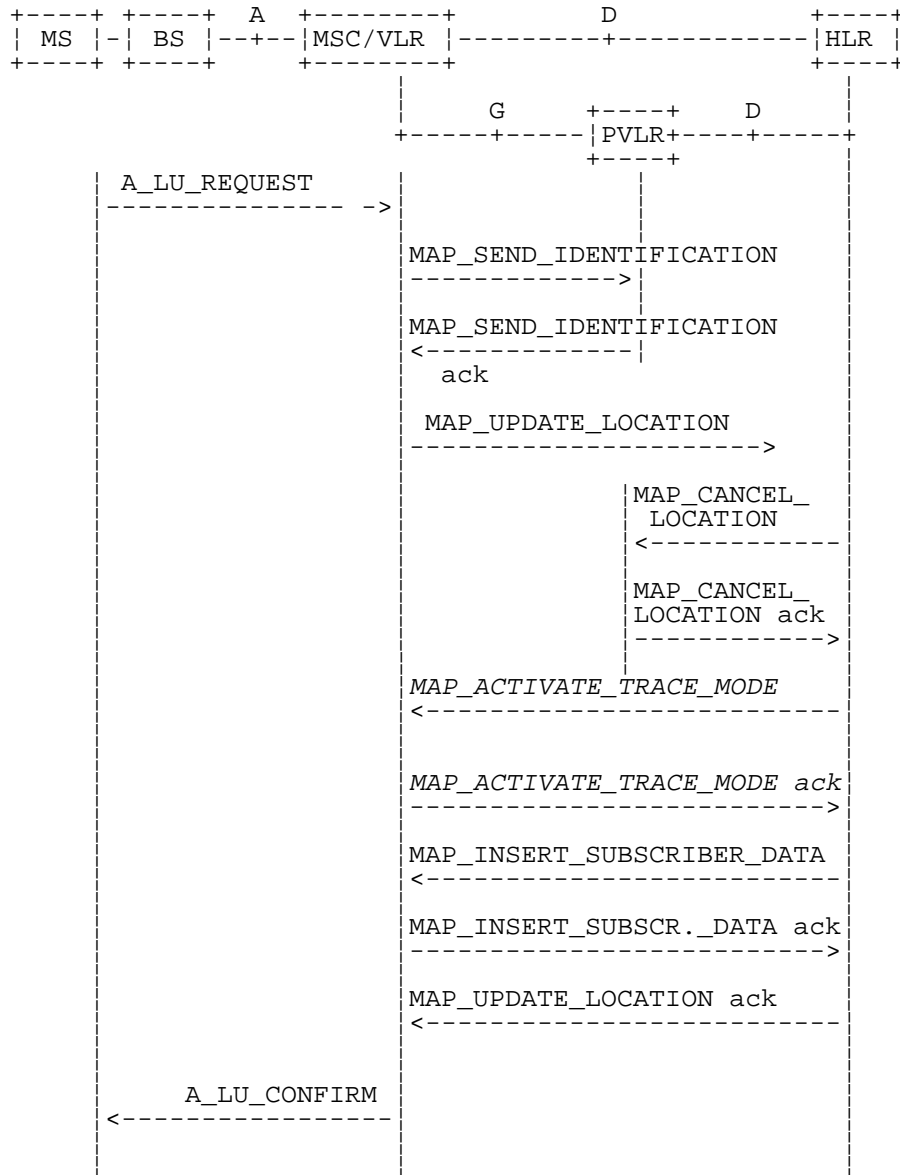 A D
MS BS MSC/VLR HLR
G D
PVLR
A_LU_REQUEST
MAP_SEND_IDENTIFICATION
MAP_SEND_IDENTIFICATION
ack
MAP_UPDATE_LOCATION
MAP_CANCEL_
LOCATION
MAP_CANCEL_
LOCATION ack
MAP_ACTIVATE_TRACE_MODE
MAP_ACTIVATE_TRACE_MODE ack
MAP_INSERT_SUBSCRIBER_DATA
MAP_INSERT_SUBSCR._DATA ack
MAP_UPDATE_LOCATION ack
A_LU_CONFIRM